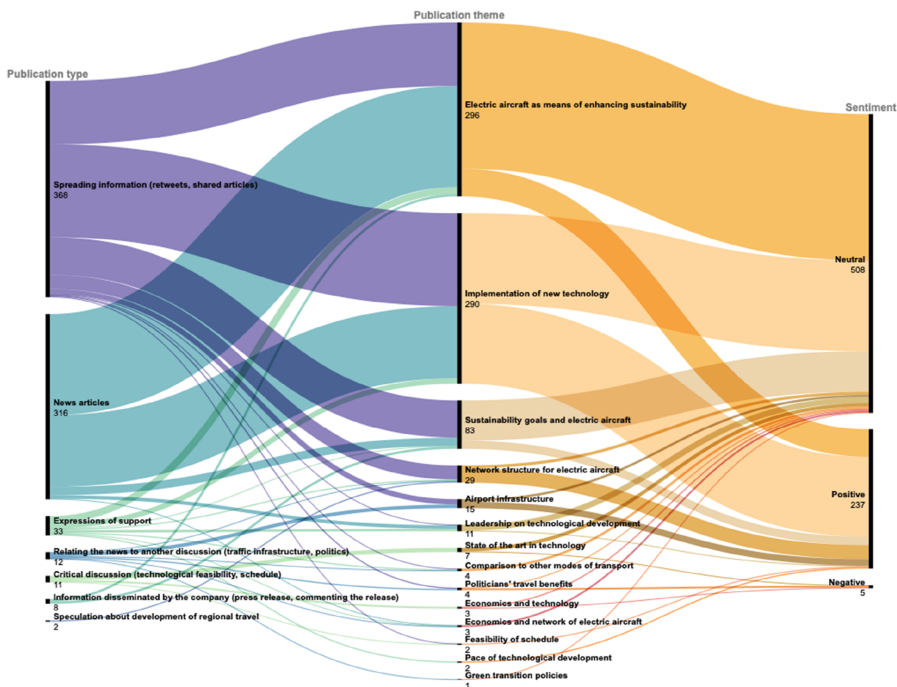 Publication theme
Publication type
Sentiment
Electric aircraft as means of enhancing sustainability
296
Spreading information (retweets, shared articles)
368
Neutral
508
Implementation of new technology
290
News articles
316
Sustainability goals and electric aircraft
83
Network structure for electric aircraft
29
Airport infrastructure
15
Positive
237
Expressions of support
33
Leadership on technological development
11
State of the art in technology
7
Relating the news to another discussion (traffic infrastructure, politics)
12
Comparison to other modes of transport
4
Critical discussion (technological feasibility, schedule)
11
Politicians' travel benefits
4
Negative
5
Information disseminated by the company (press release, commenting the release)
8
Economics and technology
3
Speculation about development of regional travel
2
Economics and network of electric aircraft
3
Feasibility of schedule
2
Pace of technological development
2
Green transition policies
1